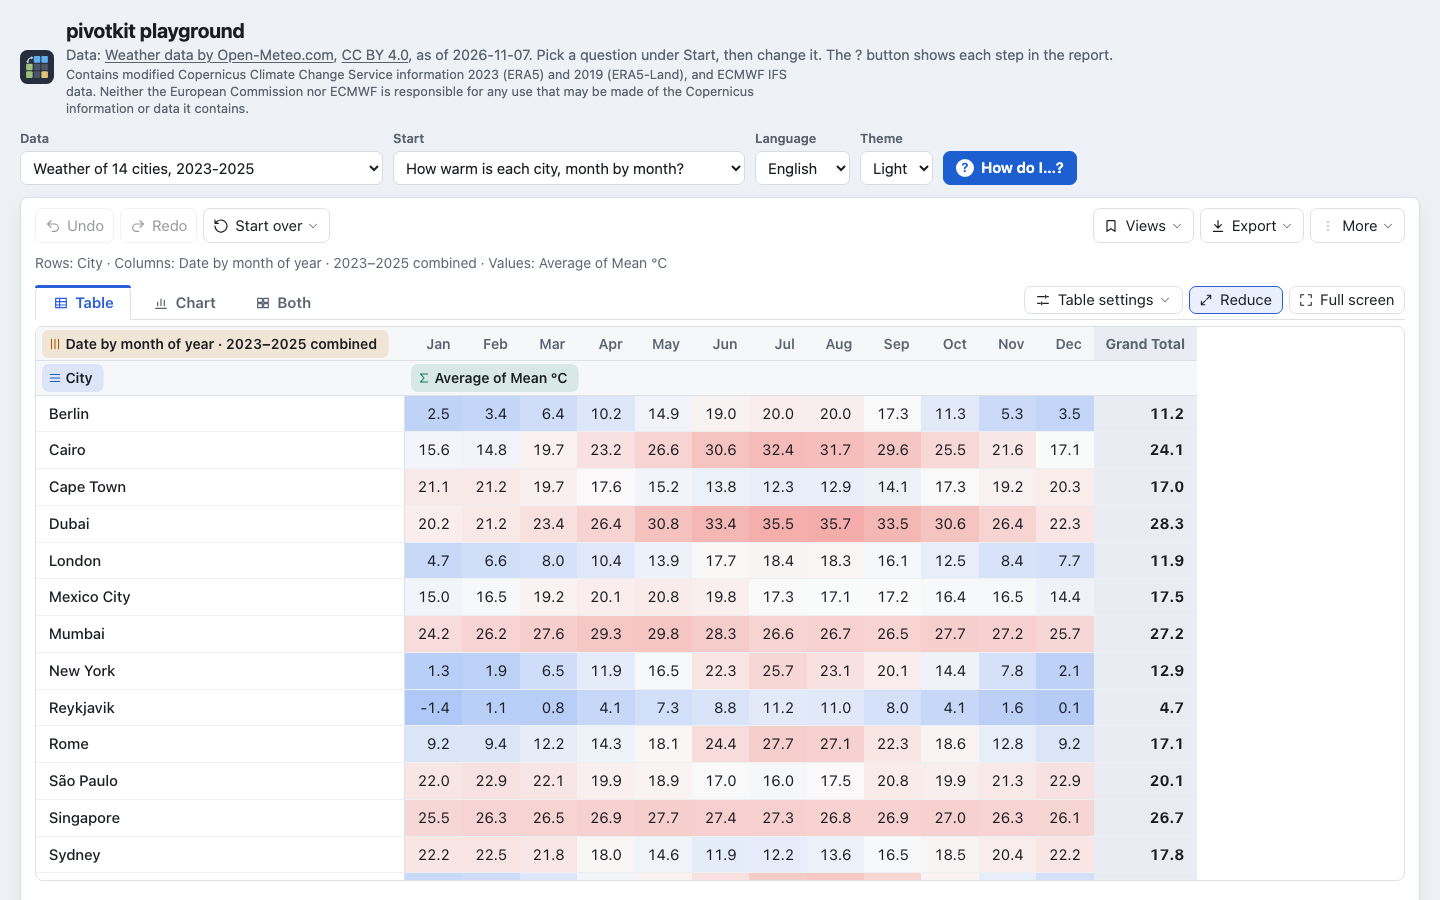 pivotkit playground
Data: Weather data by Open-Meteo.com, CC BY 4.0, as of 2026-11-07. Pick a question under Start, then change it. The ? button shows each step in the report.
Contains modified Copernicus Climate Change Service information 2023 (ERA5) and 2019 (ERA5-Land), and ECMWF IFS
data. Neither the European Commission nor ECMWF is responsible for any use that may be made of the Copernicus
information or data it contains.
Data Start Language Theme
Weather of 14 cities, 2023-2025 How warm is each city, month by month? English Light ? How do I...?
Undo Redo Start over Views Export More
Rows: City · Columns: Date by month of year · 2023–2025 combined · Values: Average of Mean °C
Table Chart Both Table settings Reduce Full screen
Date by month of year · 2023–2025 combined Jan Feb Mar Apr May Jun Jul Aug Sep Oct Nov Dec Grand Total
City Σ Average of Mean °C
Berlin 2.5 3.4 6.4 10.2 14.9 19.0 20.0 20.0 17.3 11.3 5.3 3.5 11.2
Cairo 15.6 14.8 19.7 23.2 26.6 30.6 32.4 31.7 29.6 25.5 21.6 17.1 24.1
Cape Town 21.1 21.2 19.7 17.6 15.2 13.8 12.3 12.9 14.1 17.3 19.2 20.3 17.0
Dubai 20.2 21.2 23.4 26.4 30.8 33.4 35.5 35.7 33.5 30.6 26.4 22.3 28.3
London 4.7 6.6 8.0 10.4 13.9 17.7 18.4 18.3 16.1 12.5 8.4 7.7 11.9
Mexico City 15.0 16.5 19.2 20.1 20.8 19.8 17.3 17.1 17.2 16.4 16.5 14.4 17.5
Mumbai 24.2 26.2 27.6 29.3 29.8 28.3 26.6 26.7 26.5 27.7 27.2 25.7 27.2
New York 1.3 1.9 6.5 11.9 16.5 22.3 25.7 23.1 20.1 14.4 7.8 2.1 12.9
Reykjavik -1.4 1.1 0.8 4.1 7.3 8.8 11.2 11.0 8.0 4.1 1.6 0.1 4.7
Rome 9.2 9.4 12.2 14.3 18.1 24.4 27.7 27.1 22.3 18.6 12.8 9.2 17.1
São Paulo 22.0 22.9 22.1 19.9 18.9 17.0 16.0 17.5 20.8 19.9 21.3 22.9 20.1
Singapore 25.5 26.3 26.5 26.9 27.7 27.4 27.3 26.8 26.9 27.0 26.3 26.1 26.7
Sydney 22.2 22.5 21.8 18.0 14.6 11.9 12.2 13.6 16.5 18.5 20.4 22.2 17.8